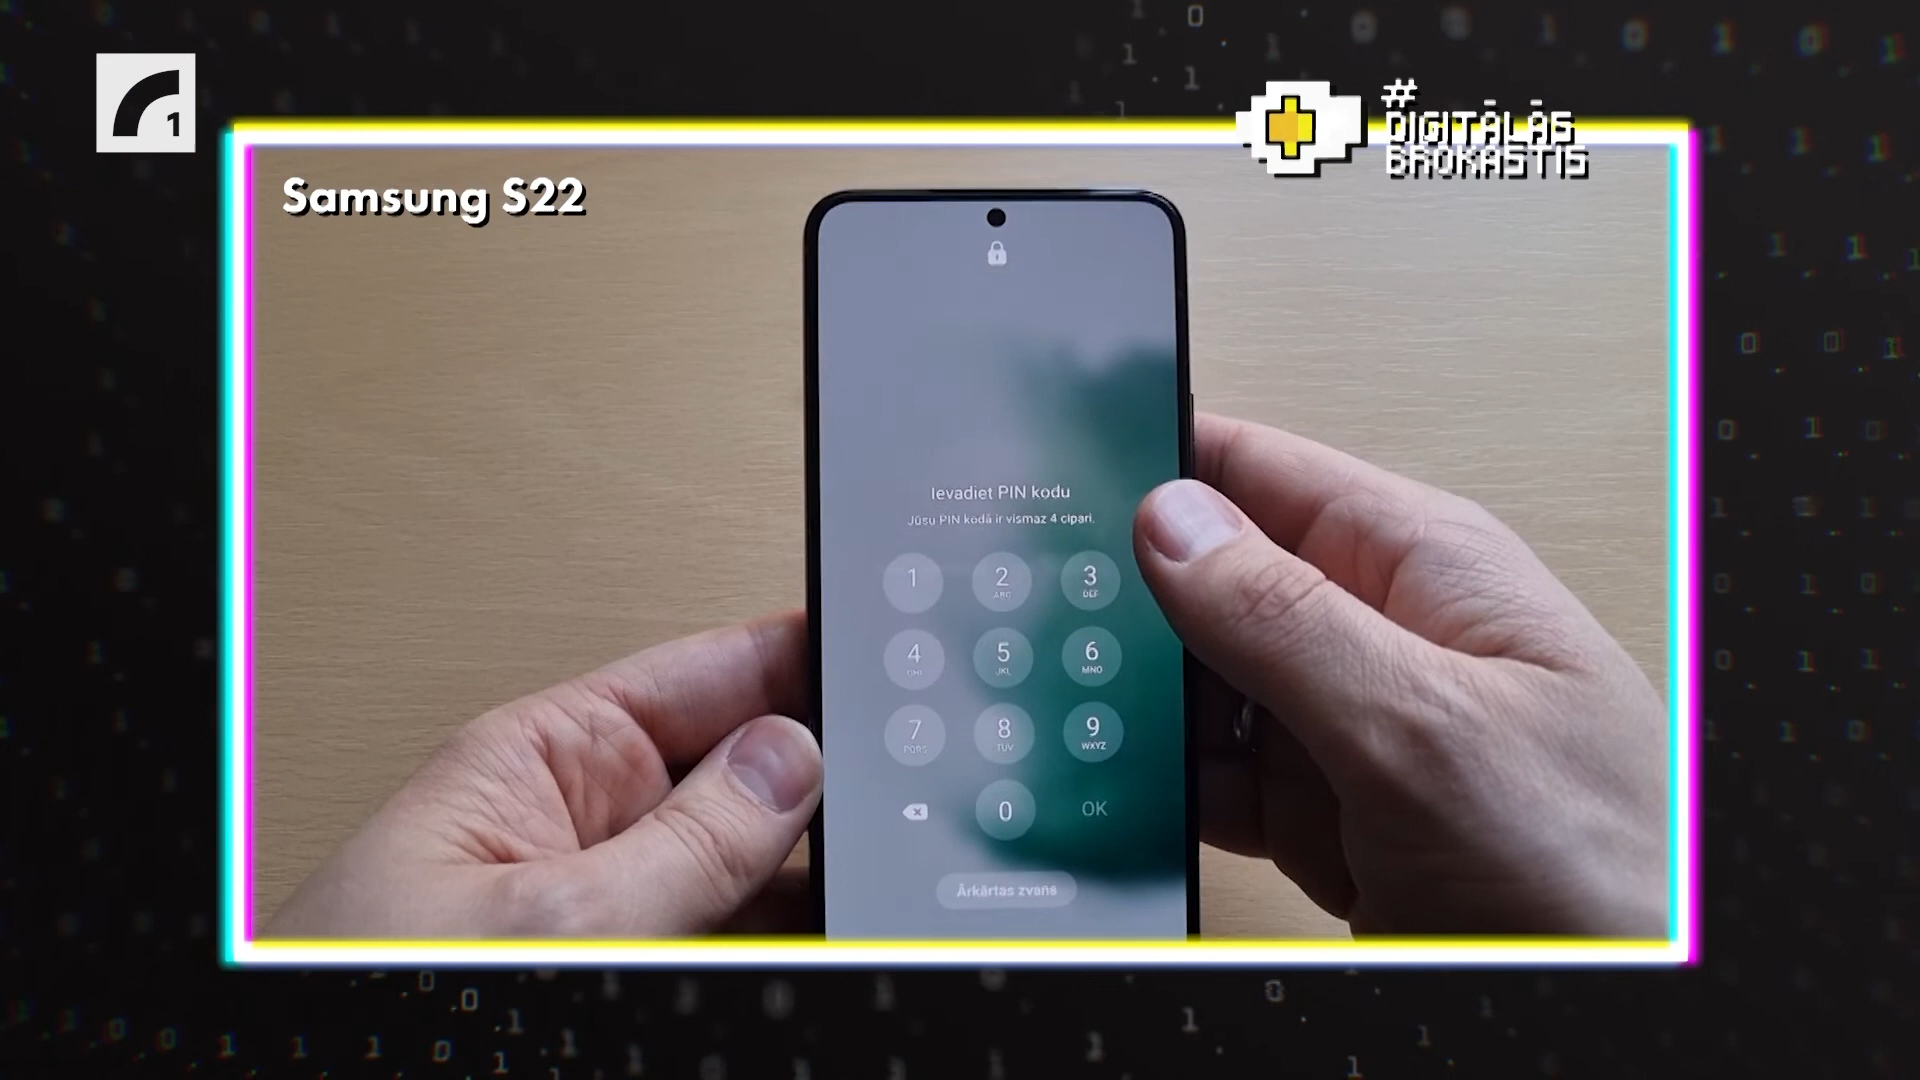 1
#
DIGITĀLĀS
BROKASTIS
Samsung S22
Ievadiet PIN kodu
Jūsu PIN kodā ir vismaz 4 cipari.
1
2
ABC
3
DEF
4
GHI
5
JKL
6
MNO
7
PQRS
8
TUV
9
WXYZ
0
OK
Ārkārtas zvans